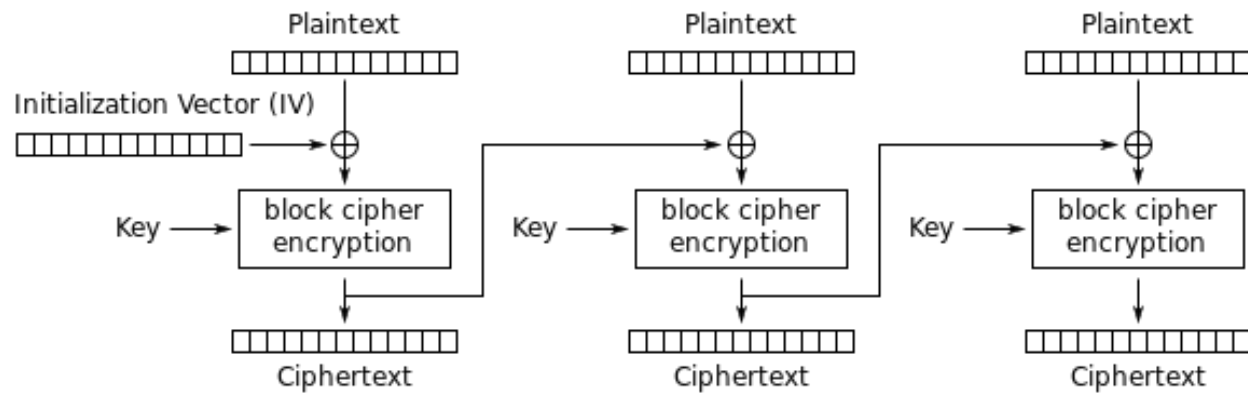 Plaintext
Plaintext
Plaintext
Initialization Vector (IV)
Key
block cipher
encryption
Key
block cipher
encryption
Key
block cipher
encryption
Ciphertext
Ciphertext
Ciphertext